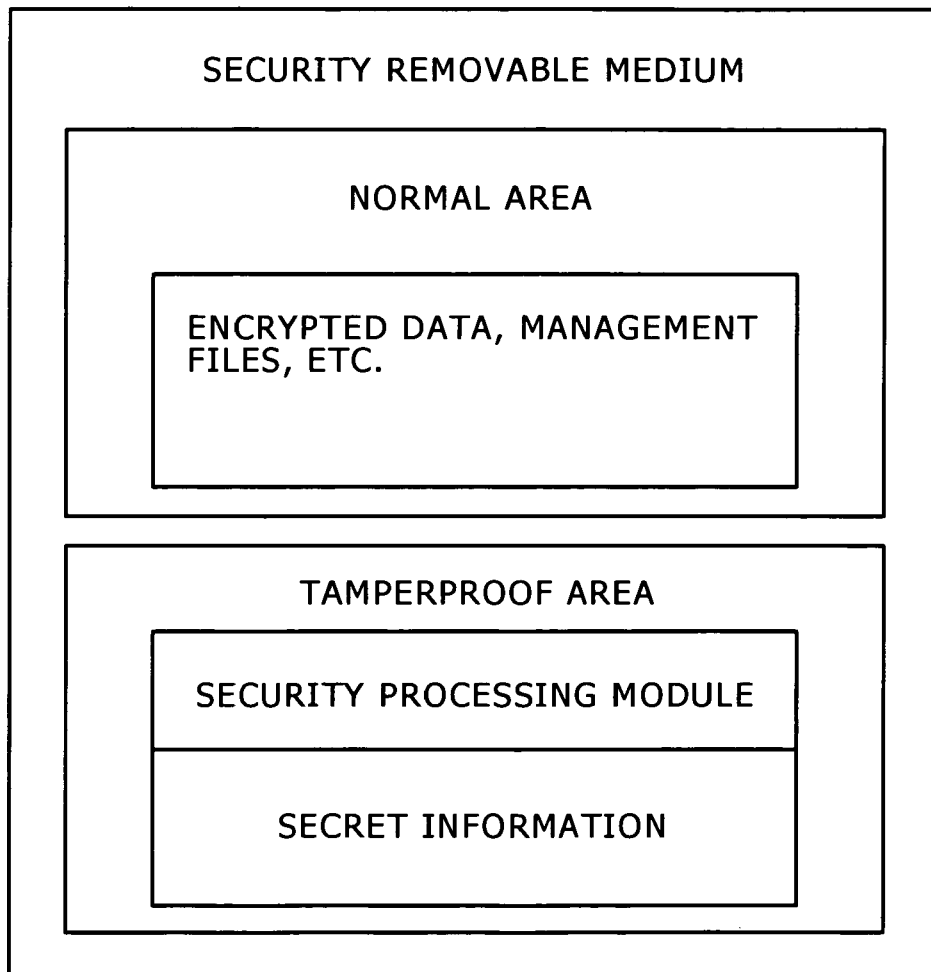 SECURITY REMOVABLE MEDIUM
NORMAL AREA
ENCRYPTED DATA, MANAGEMENT
FILES, ETC.
TAMPERPROOF AREA
SECURITY PROCESSING MODULE
SECRET INFORMATION